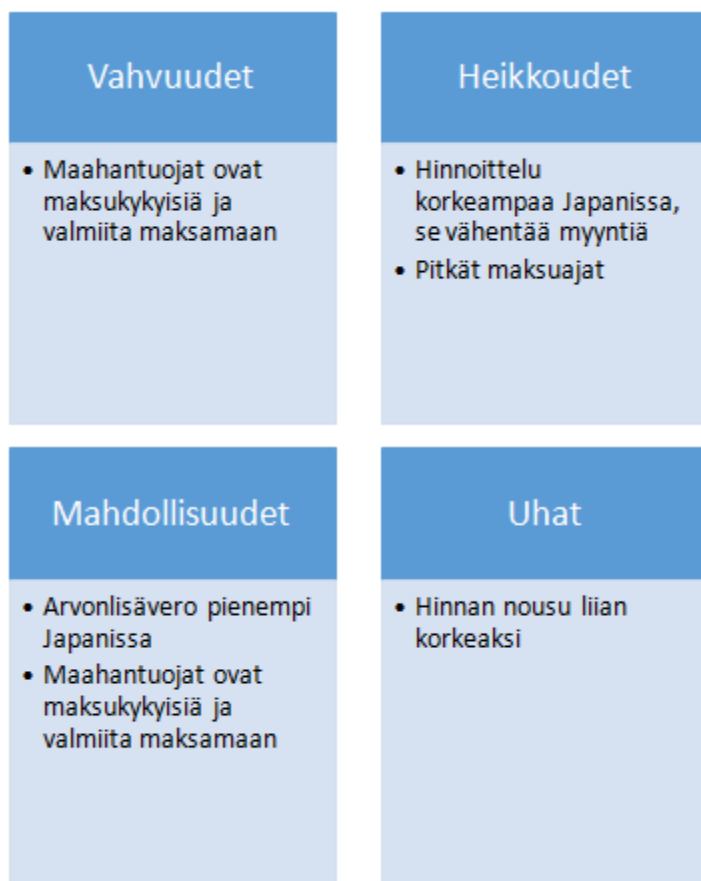 Vahvuudet
• Maahantuojat ovat
maksukykyisiä ja
valmiita maksamaan
Heikkoudet
• Hinnoittelu
korkeampaa Japanissa,
se vähentää myyntiä
• Pitkät maksuajat
Mahdollisuudet
• Arvonlisävero pienempi
Japanissa
• Maahantuojat ovat
maksukykyisiä ja
valmiita maksamaan
Uhat
• Hinnan nousu liian
korkeaksi